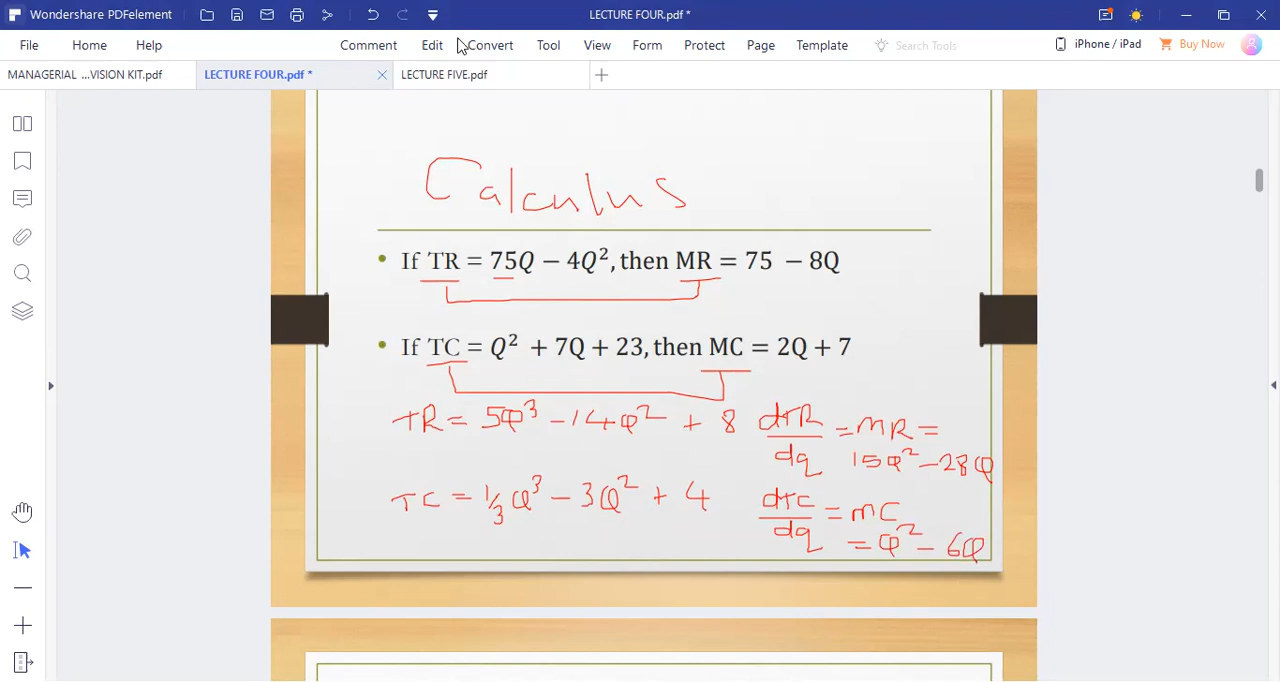 Wondershare PDFelement
LECTURE FOUR.pdf *
File Home Help Comment Edit Convert Tool View Form Protect Page Template Search Tools iPhone / iPad Buy Now
MANAGERIAL ...VISION KIT.pdf LECTURE FOUR.pdf * LECTURE FIVE.pdf
Calculus
• If TR = 75Q − 4Q², then MR = 75 − 8Q
• If TC = Q² + 7Q + 23, then MC = 2Q + 7
TR = 5Q³ − 14Q² + 8 dTR/dq = MR = 15Q² − 28Q
TC = ⅓Q³ − 3Q² + 4 dTC/dq = MC = Q² − 6Q